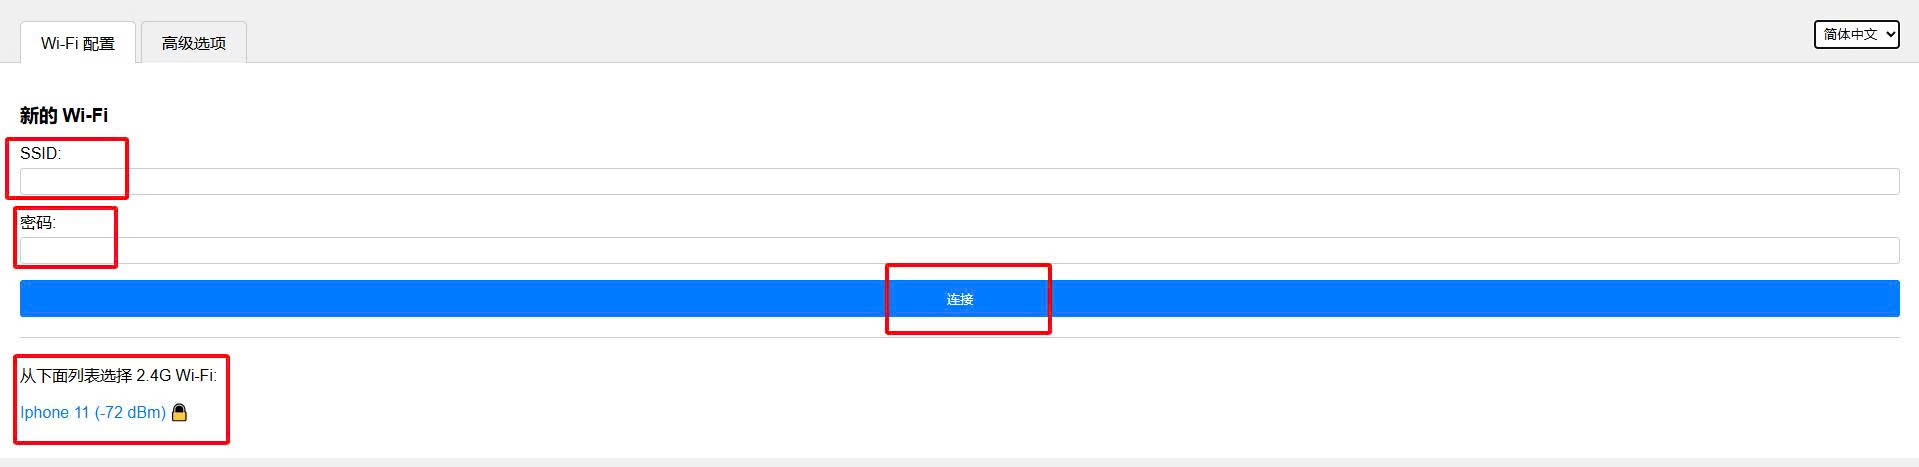 Wi-Fi 配置 高级选项 简体中文
新的 Wi-Fi
SSID:
密码:
连接
从下面列表选择 2.4G Wi-Fi:
Iphone 11 (-72 dBm)